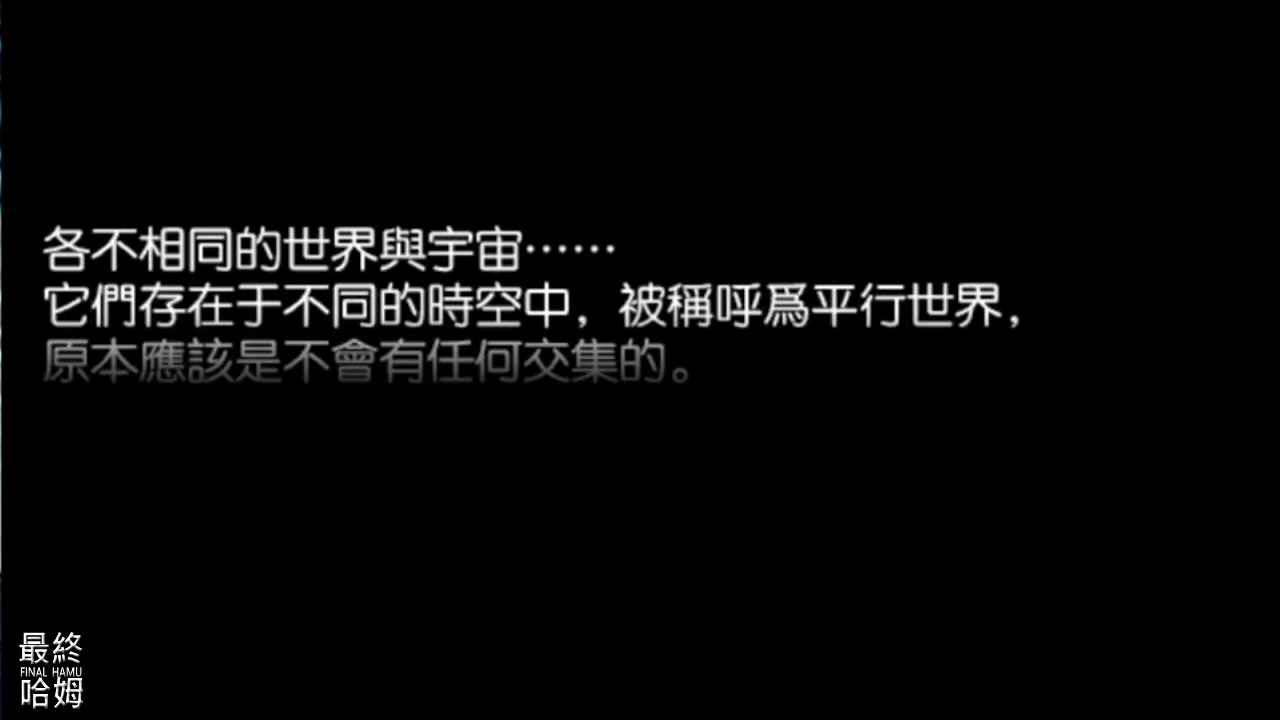 各不相同的世界與宇宙……
它們存在于不同的時空中，被稱呼爲平行世界，
原本應該是不會有任何交集的。
最終
FINAL HAMU
哈姆